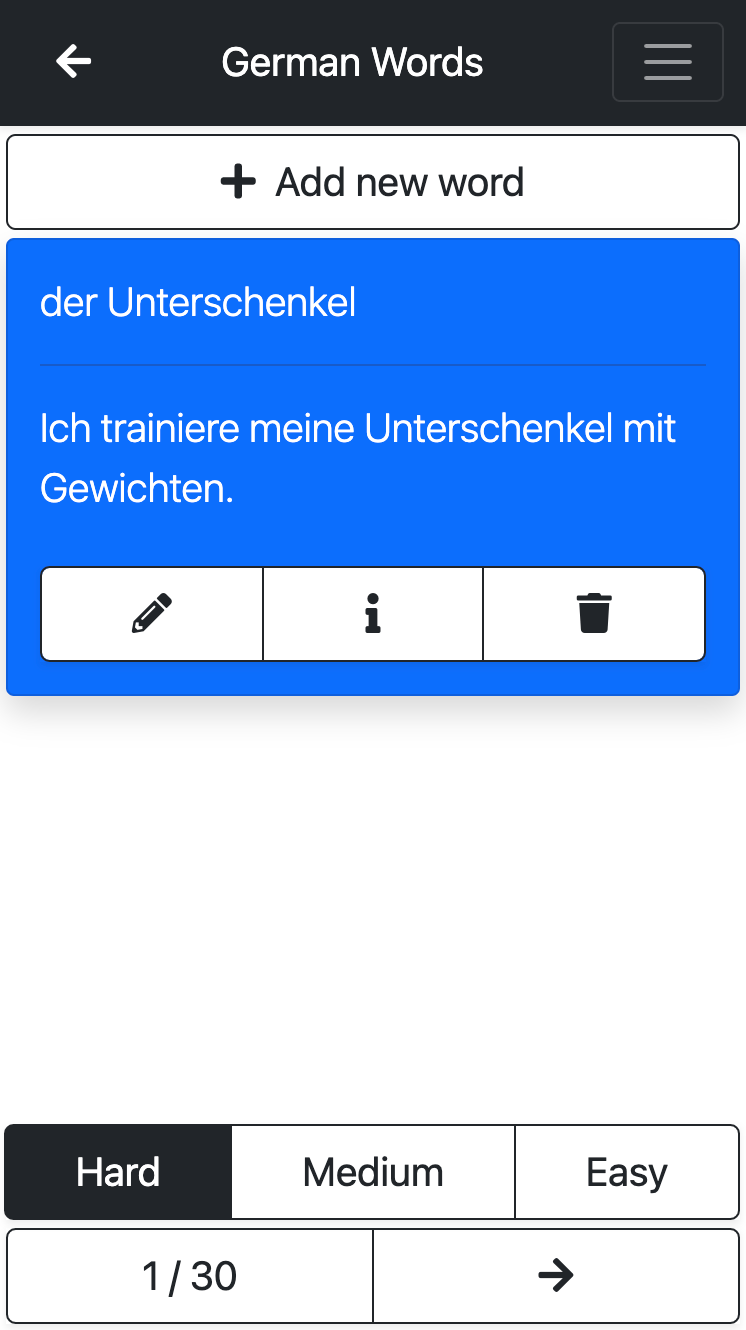 German Words
Add new word
der Unterschenkel
Ich trainiere meine Unterschenkel mit
Gewichten.
Hard
Medium
Easy
1 / 30